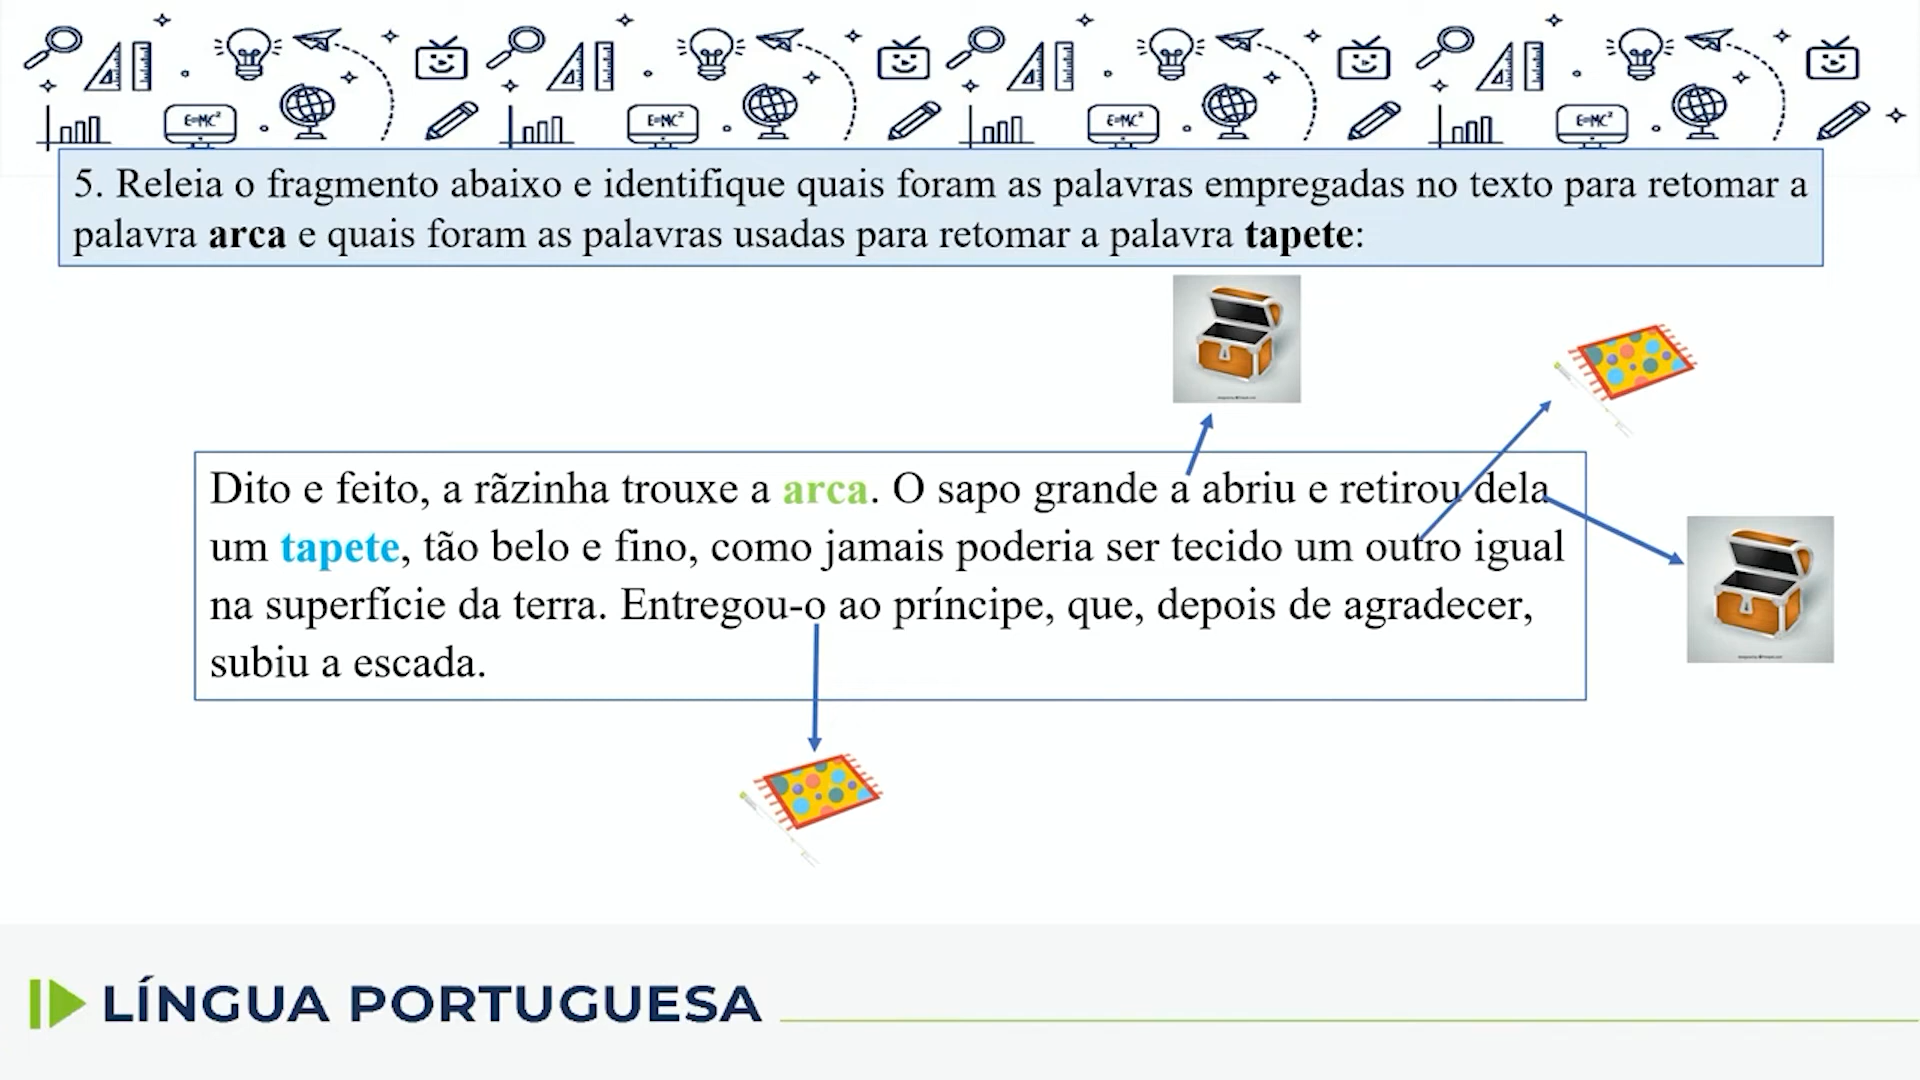 E=MC²
E=MC²
E=MC²
E=MC²
5. Releia o fragmento abaixo e identifique quais foram as palavras empregadas no texto para retomar a
palavra arca e quais foram as palavras usadas para retomar a palavra tapete:
Dito e feito, a rãzinha trouxe a arca. O sapo grande a abriu e retirou dela
um tapete, tão belo e fino, como jamais poderia ser tecido um outro igual
na superfície da terra. Entregou-o ao príncipe, que, depois de agradecer,
subiu a escada.
LÍNGUA PORTUGUESA